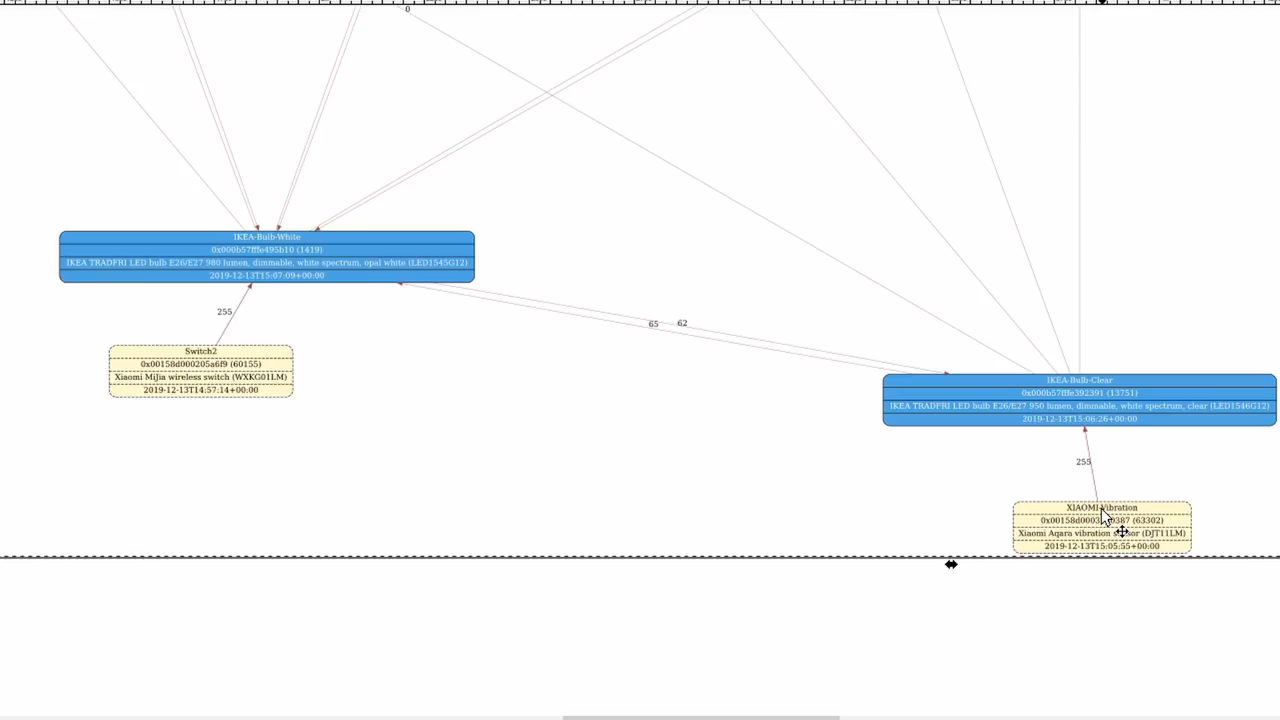 0
IKEA-Bulb-White
0x000b57fffe495b10 (1419)
IKEA TRADFRI LED bulb E26/E27 980 lumen, dimmable, white spectrum, opal white (LED1545G12)
2019-12-13T15:07:09+00:00
255
65
62
Switch2
0x00158d000205a6f9 (60155)
Xiaomi MiJia wireless switch (WXKG01LM)
2019-12-13T14:57:14+00:00
IKEA-Bulb-Clear
0x000b57fffe392391 (13751)
IKEA TRADFRI LED bulb E26/E27 950 lumen, dimmable, white spectrum, clear (LED1546G12)
2019-12-13T15:06:26+00:00
255
XIAOMI-Vibration
(63302)
Xiaomi Aqara vibration sensor (DJT11LM)
2019-12-13T15:05:55+00:00